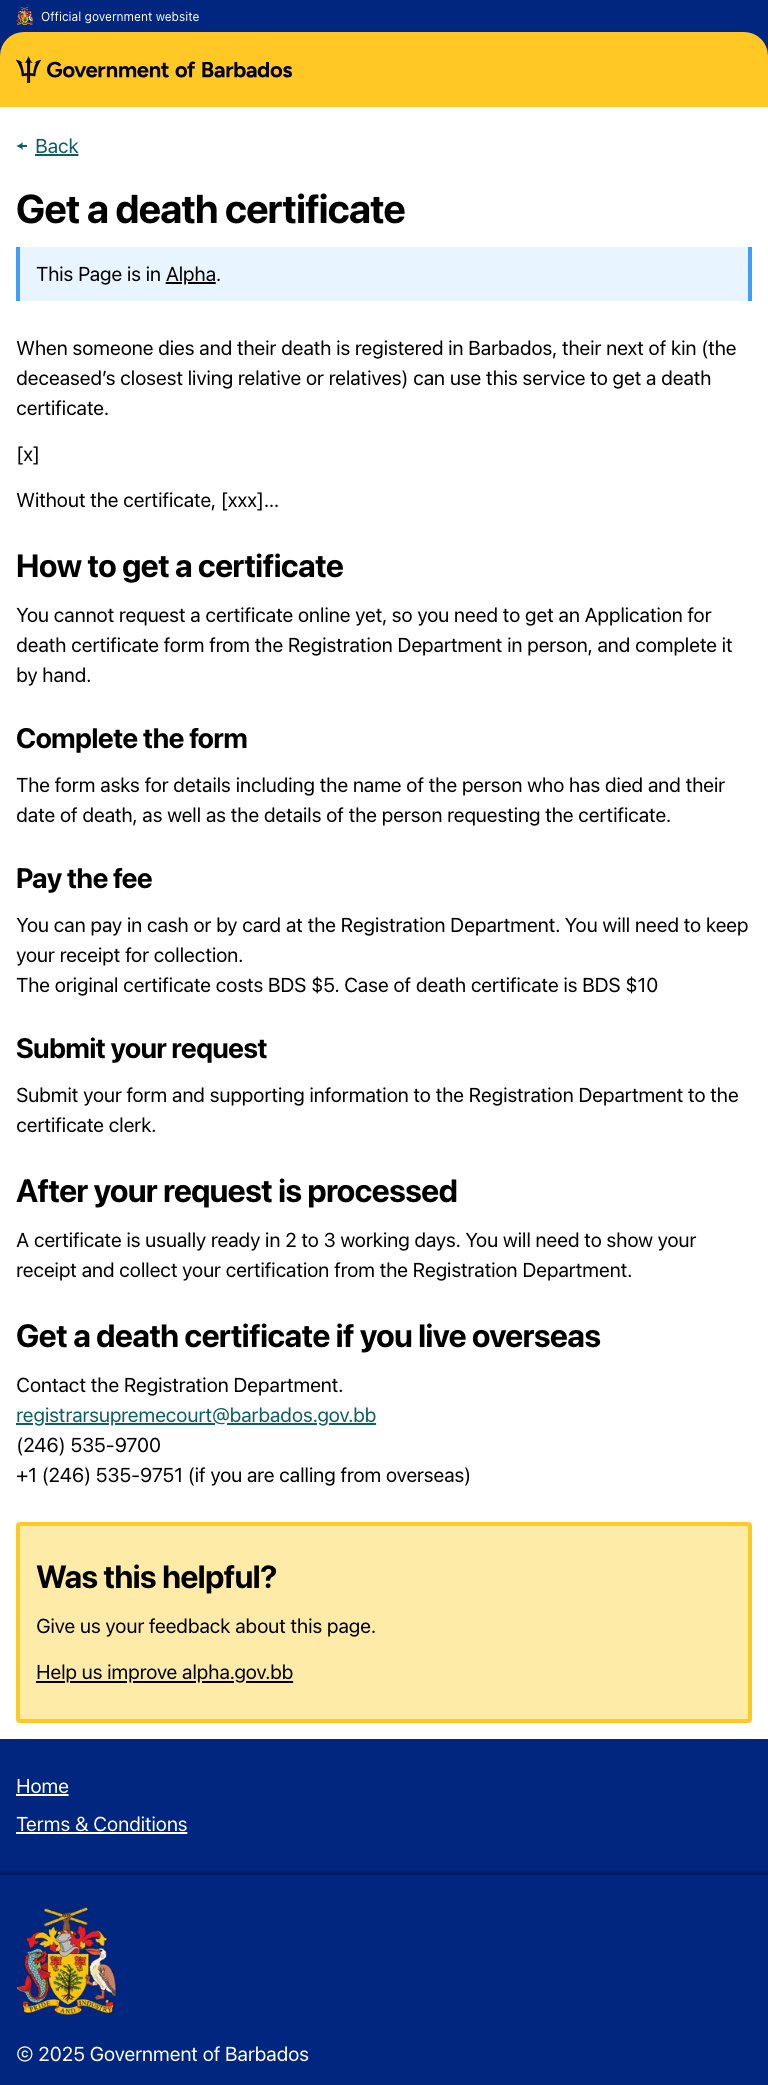 Official government website
Government of Barbados
Back
Get a death certificate
This Page is in Alpha.
When someone dies and their death is registered in Barbados, their next of kin (the
deceased’s closest living relative or relatives) can use this service to get a death
certificate.
[x]
Without the certificate, [xxx]...
How to get a certificate
You cannot request a certificate online yet, so you need to get an Application for
death certificate form from the Registration Department in person, and complete it
by hand.
Complete the form
The form asks for details including the name of the person who has died and their
date of death, as well as the details of the person requesting the certificate.
Pay the fee
You can pay in cash or by card at the Registration Department. You will need to keep
your receipt for collection.
The original certificate costs BDS $5. Case of death certificate is BDS $10
Submit your request
Submit your form and supporting information to the Registration Department to the
certificate clerk.
After your request is processed
A certificate is usually ready in 2 to 3 working days. You will need to show your
receipt and collect your certification from the Registration Department.
Get a death certificate if you live overseas
Contact the Registration Department.
registrarsupremecourt@barbados.gov.bb
(246) 535-9700
+1 (246) 535-9751 (if you are calling from overseas)
Was this helpful?
Give us your feedback about this page.
Help us improve alpha.gov.bb
Home
Terms & Conditions
PRIDE AND INDUSTRY
© 2025 Government of Barbados